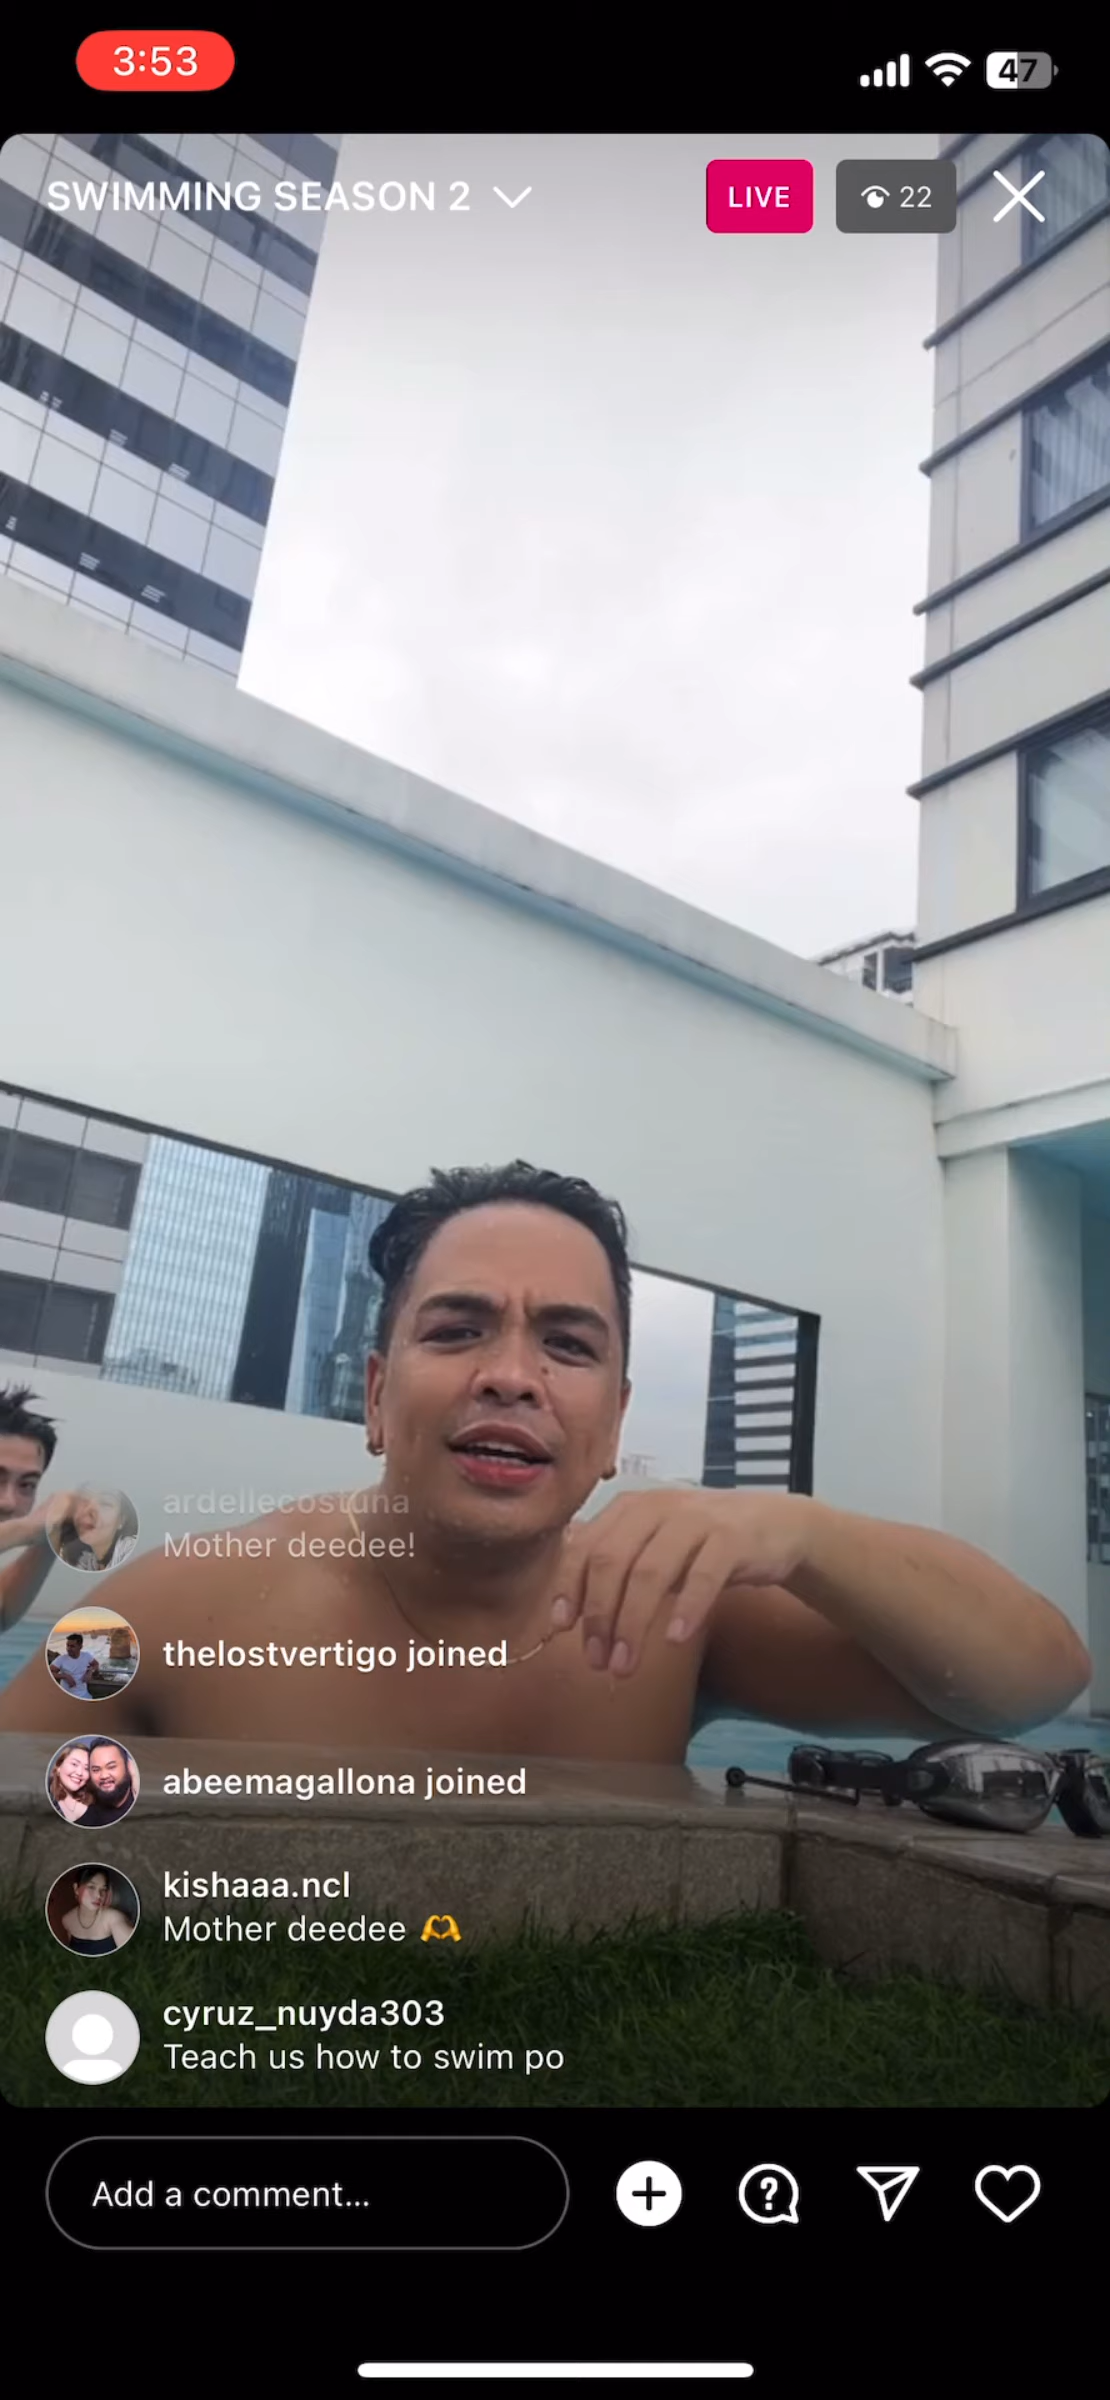 3:53
47
SWIMMING SEASON 2
LIVE
22
ardellecostuna
Mother deedee!
thelostvertigo joined
abeemagallona joined
kishaaa.ncl
Mother deedee 🫶
cyruz_nuyda303
Teach us how to swim po
Add a comment...